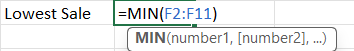 Lowest Sale =MIN(F2:F11)
MIN(number1, [number2], ...)